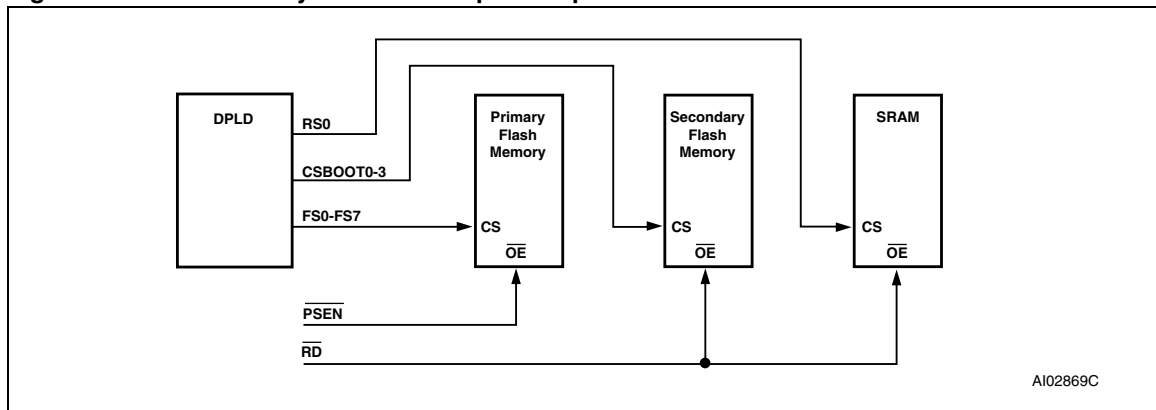 DPLD
RS0
CSBOOT0-3
FS0-FS7
Primary
Flash
Memory
CS
OE
Secondary
Flash
Memory
CS
OE
SRAM
CS
OE
PSEN
RD
AI02869C